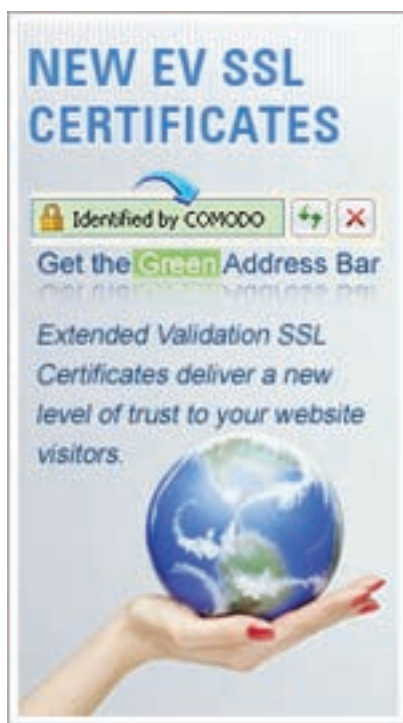 NEW EV SSL
CERTIFICATES
Identified by COMODO
Get the Green Address Bar
Extended Validation SSL
Certificates deliver a new
level of trust to your website
visitors.